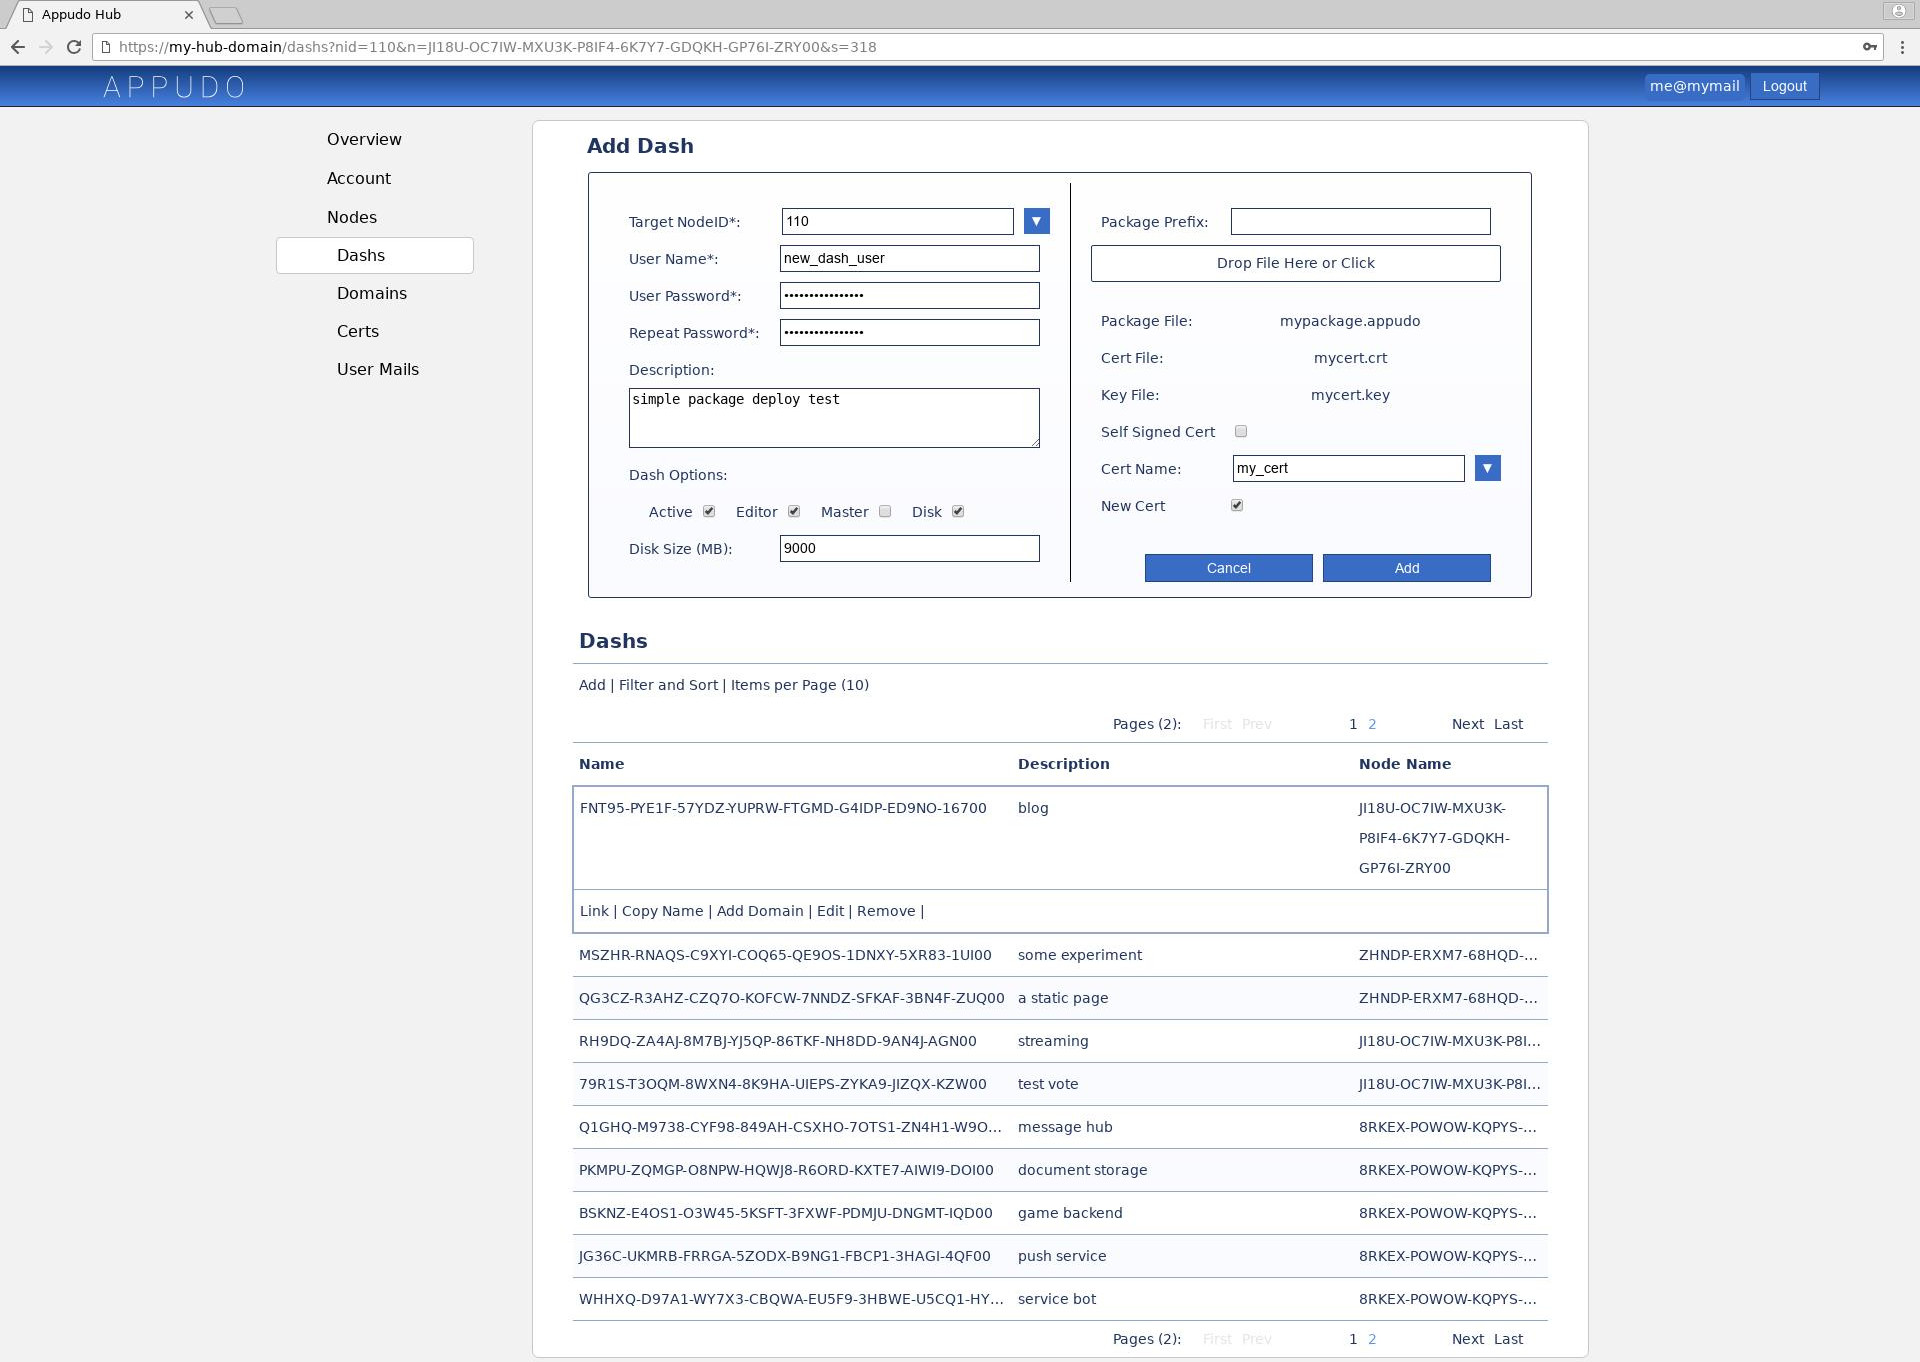 Appudo Hub
https://my-hub-domain/dashs?nid=110&n=JI18U-OC7IW-MXU3K-P8IF4-6K7Y7-GDQKH-GP76I-ZRY00&s=318
APPUDO
me@mymail Logout
Overview
Account
Nodes
Dashs
Domains
Certs
User Mails
Add Dash
Target NodeID*: 110 ▼
User Name*: new_dash_user
User Password*: ••••••••••••••••
Repeat Password*: ••••••••••••••••
Description:
simple package deploy test
Dash Options:
Active Editor Master Disk
Disk Size (MB): 9000
Package Prefix:
Drop File Here or Click
Package File: mypackage.appudo
Cert File: mycert.crt
Key File: mycert.key
Self Signed Cert
Cert Name: my_cert ▼
New Cert
Cancel Add
Dashs
Add | Filter and Sort | Items per Page (10)
Pages (2): First Prev 1 2 Next Last
Name Description Node Name
FNT95-PYE1F-57YDZ-YUPRW-FTGMD-G4IDP-ED9NO-16700 blog JI18U-OC7IW-MXU3K-
P8IF4-6K7Y7-GDQKH-
GP76I-ZRY00
Link | Copy Name | Add Domain | Edit | Remove |
MSZHR-RNAQS-C9XYI-COQ65-QE9OS-1DNXY-5XR83-1UI00 some experiment ZHNDP-ERXM7-68HQD-...
QG3CZ-R3AHZ-CZQ7O-KOFCW-7NNDZ-SFKAF-3BN4F-ZUQ00 a static page ZHNDP-ERXM7-68HQD-...
RH9DQ-ZA4AJ-8M7BJ-YJ5QP-86TKF-NH8DD-9AN4J-AGN00 streaming JI18U-OC7IW-MXU3K-P8I...
79R1S-T3OQM-8WXN4-8K9HA-UIEPS-ZYKA9-JIZQX-KZW00 test vote JI18U-OC7IW-MXU3K-P8I...
Q1GHQ-M9738-CYF98-849AH-CSXHO-7OTS1-ZN4H1-W9O... message hub 8RKEX-POWOW-KQPYS-...
PKMPU-ZQMGP-O8NPW-HQWJ8-R6ORD-KXTE7-AIWI9-DOI00 document storage 8RKEX-POWOW-KQPYS-...
BSKNZ-E4OS1-O3W45-5KSFT-3FXWF-PDMJU-DNGMT-IQD00 game backend 8RKEX-POWOW-KQPYS-...
JG36C-UKMRB-FRRGA-5ZODX-B9NG1-FBCP1-3HAGI-4QF00 push service 8RKEX-POWOW-KQPYS-...
WHHXQ-D97A1-WY7X3-CBQWA-EU5F9-3HBWE-U5CQ1-HY... service bot 8RKEX-POWOW-KQPYS-...
Pages (2): First Prev 1 2 Next Last